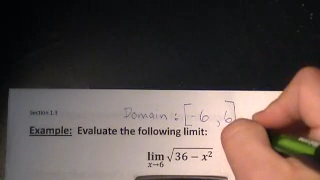 Section 1.3 Domain : [-6, 6]
Example: Evaluate the following limit:
lim x→6 √36 − x²